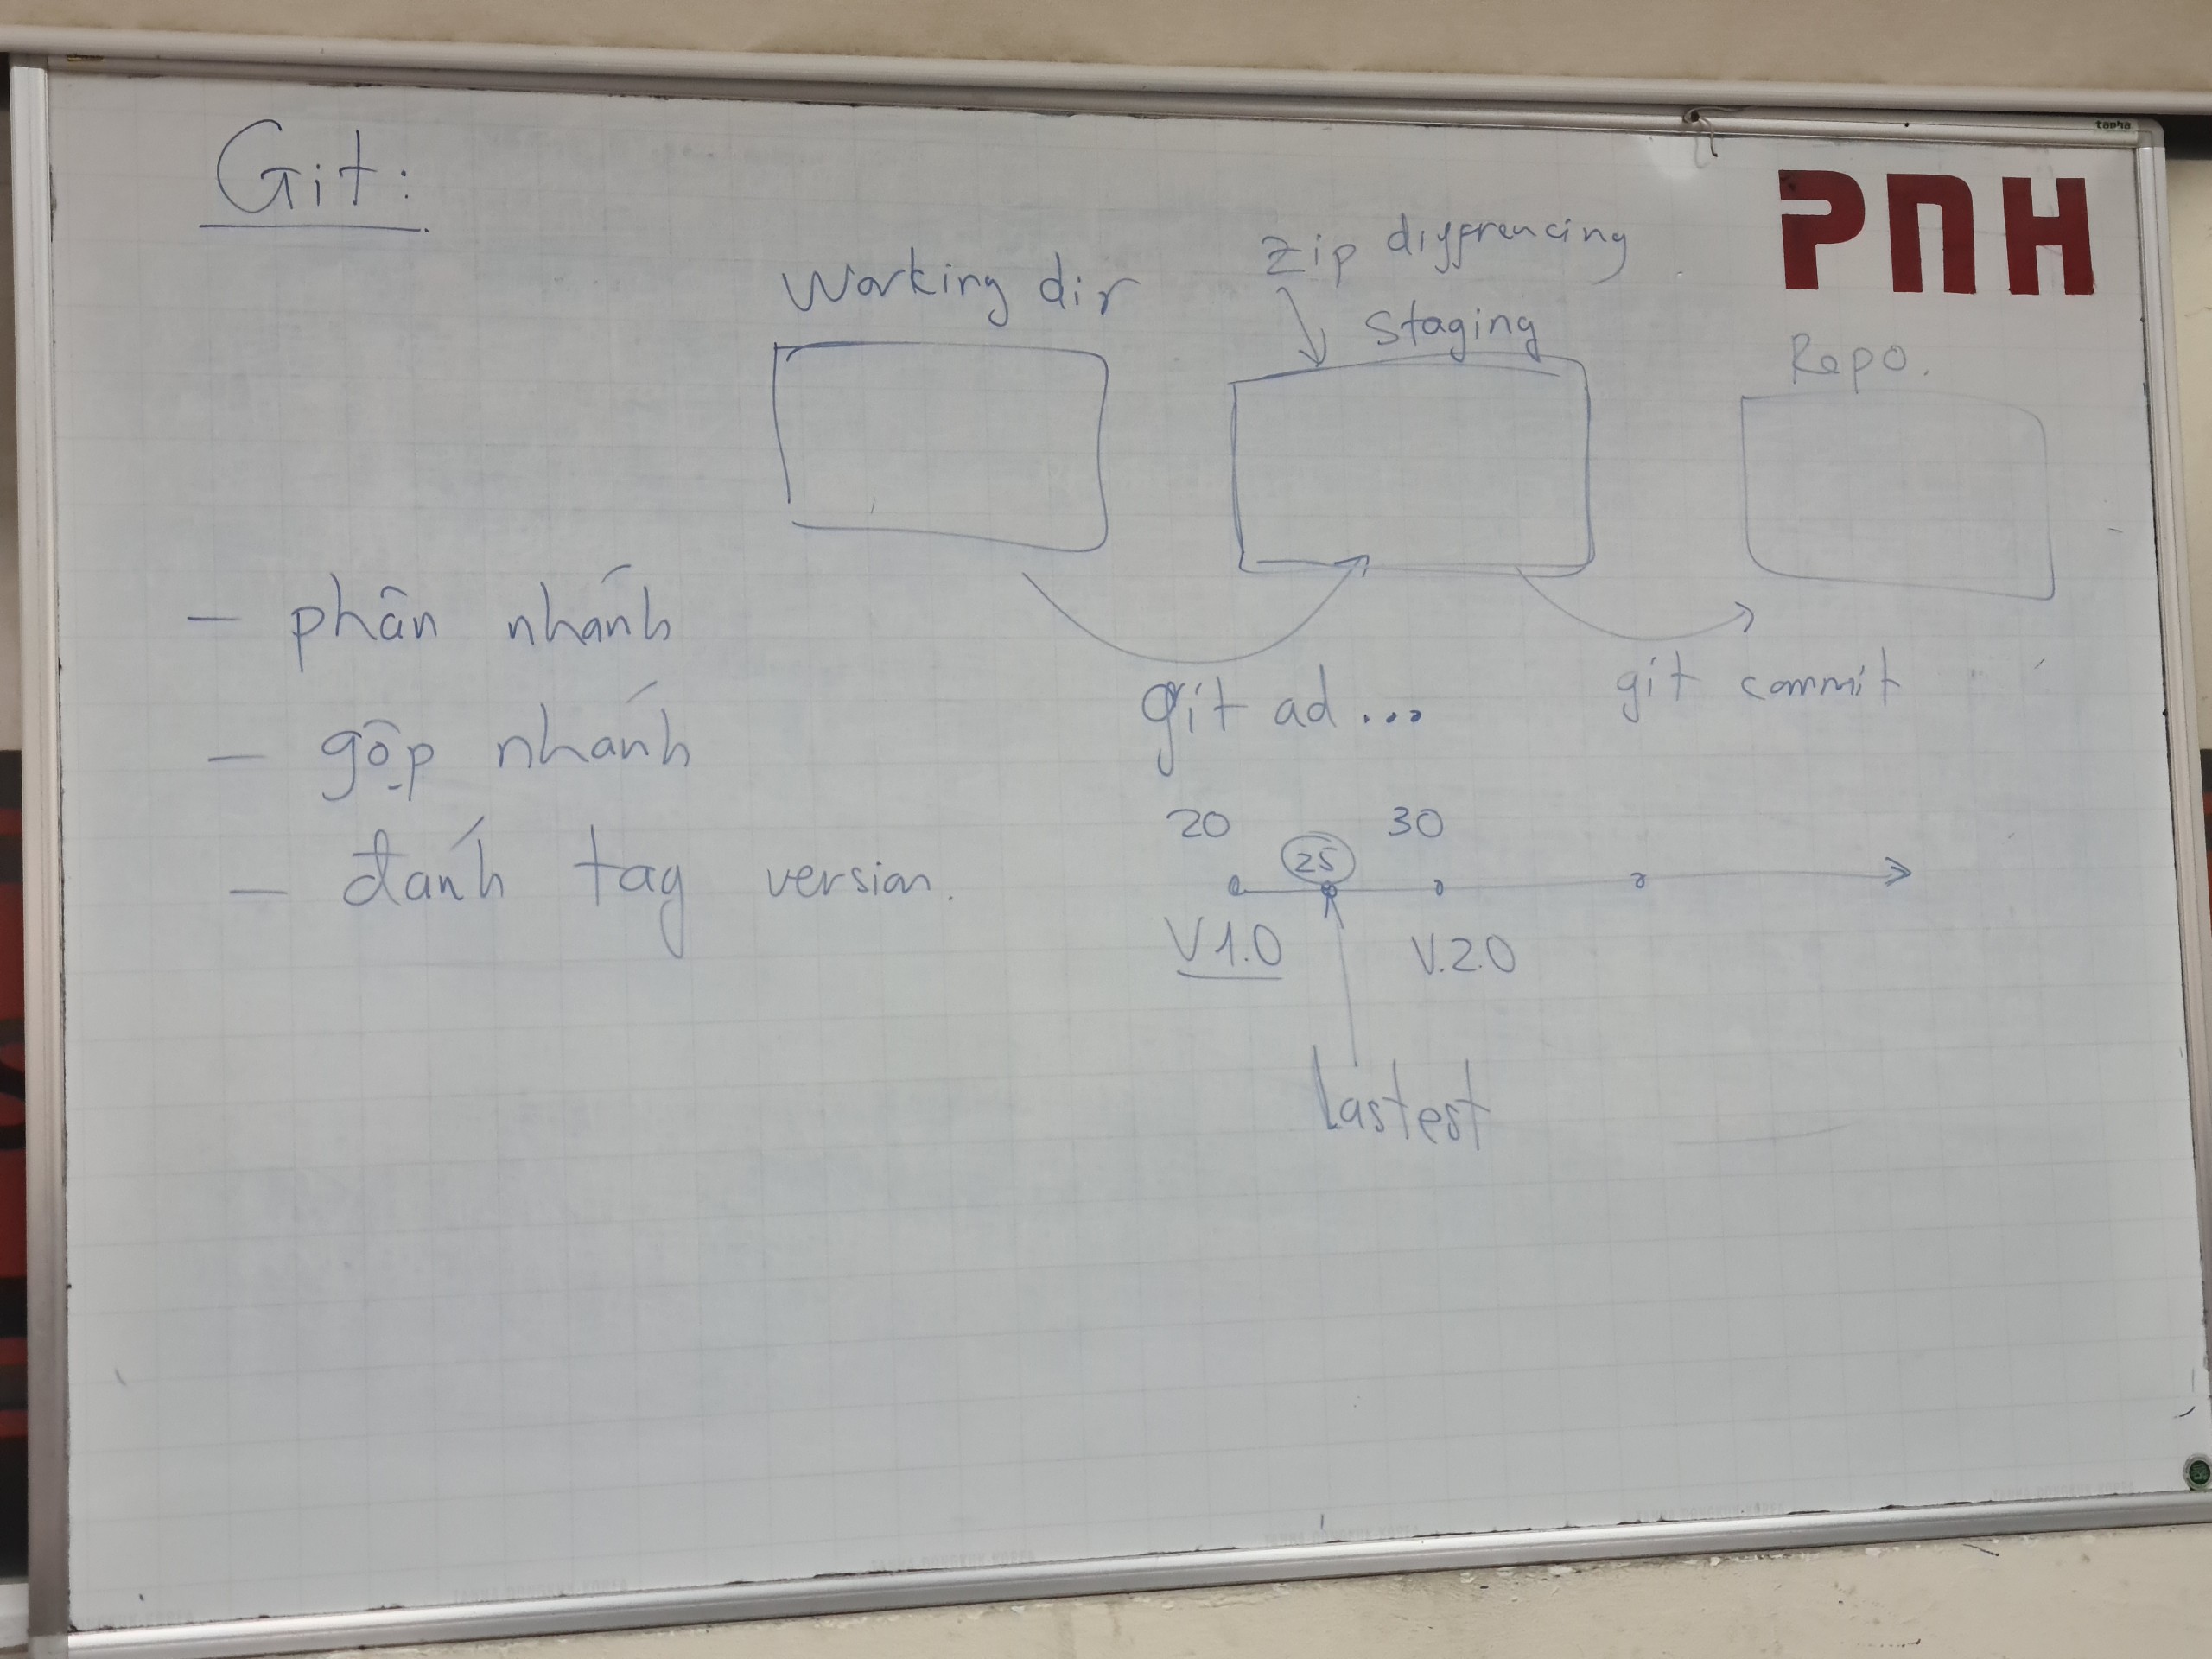 Git:
tanha
PNH
Working dir
zip diffrencing
staging
Repo.
- phân nhánh
- gộp nhánh
- đánh tag version.
git ad...
git commit
20
25
30
V1.0
V.2.0
lastest